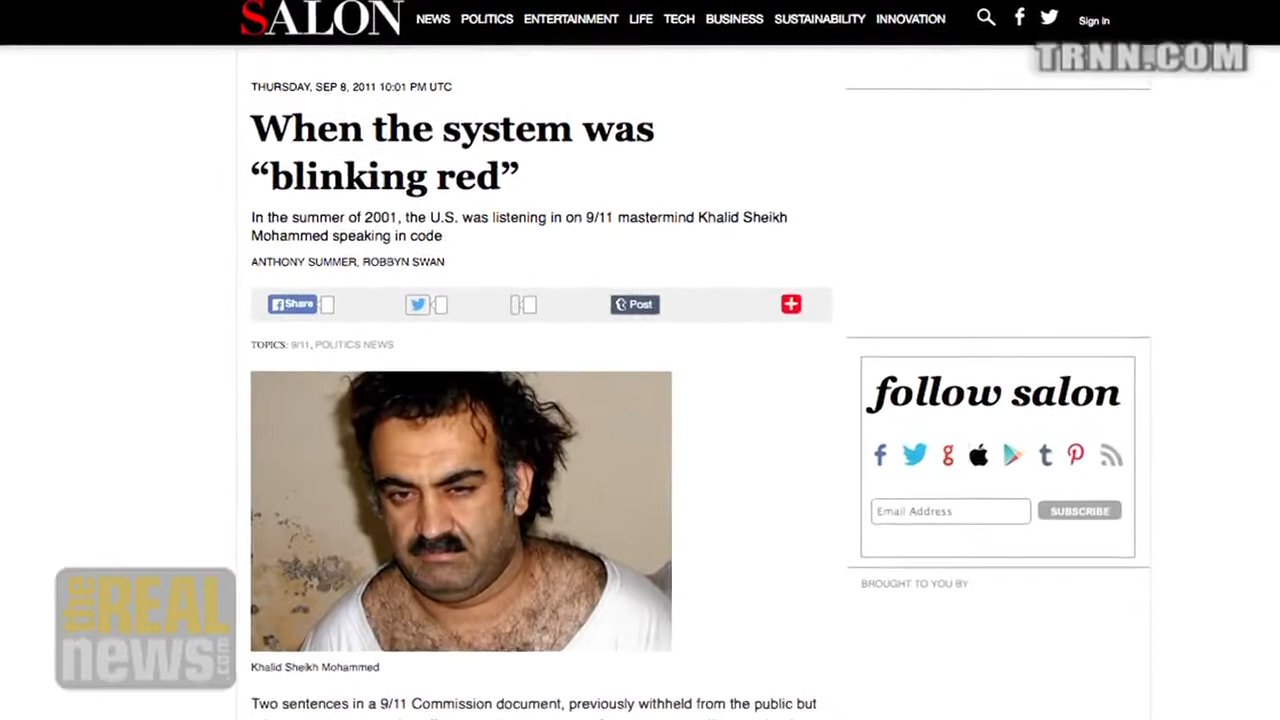 SALON NEWS POLITICS ENTERTAINMENT LIFE TECH BUSINESS SUSTAINABILITY INNOVATION Sign in
TRNN.COM
THURSDAY, SEP 8, 2011 10:01 PM UTC
When the system was
“blinking red”
In the summer of 2001, the U.S. was listening in on 9/11 mastermind Khalid Sheikh
Mohammed speaking in code
ANTHONY SUMMER, ROBBYN SWAN
Share Post
TOPICS: 9/11, POLITICS NEWS
follow salon
Email Address SUBSCRIBE
BROUGHT TO YOU BY
the REAL
news.com
Khalid Sheikh Mohammed
Two sentences in a 9/11 Commission document, previously withheld from the public but